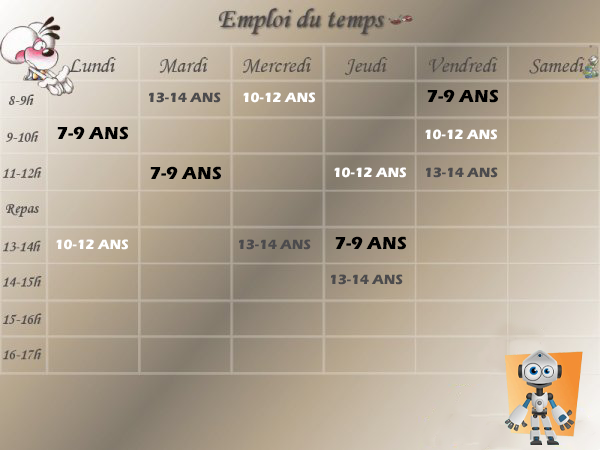 Emploi du temps
Lundi Mardi Mercredi Jeudi Vendredi Samedi
8-9h 13-14 ANS 10-12 ANS 7-9 ANS
9-10h 7-9 ANS 10-12 ANS
11-12h 7-9 ANS 10-12 ANS 13-14 ANS
Repas
13-14h 10-12 ANS 13-14 ANS 7-9 ANS
14-15h 13-14 ANS
15-16h
16-17h